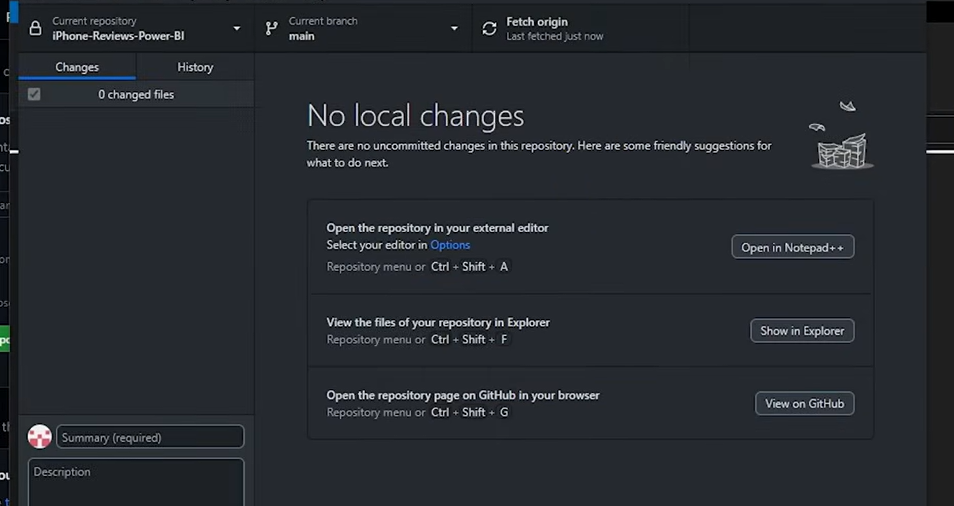 Current repository
iPhone-Reviews-Power-BI
Current branch
main
Fetch origin
Last fetched just now
Changes
History
0 changed files
No local changes
There are no uncommitted changes in this repository. Here are some friendly suggestions for
what to do next.
Open the repository in your external editor
Select your editor in Options
Repository menu or Ctrl + Shift + A
Open in Notepad++
View the files of your repository in Explorer
Repository menu or Ctrl + Shift + F
Show in Explorer
Open the repository page on GitHub in your browser
Repository menu or Ctrl + Shift + G
View on GitHub
Summary (required)
Description